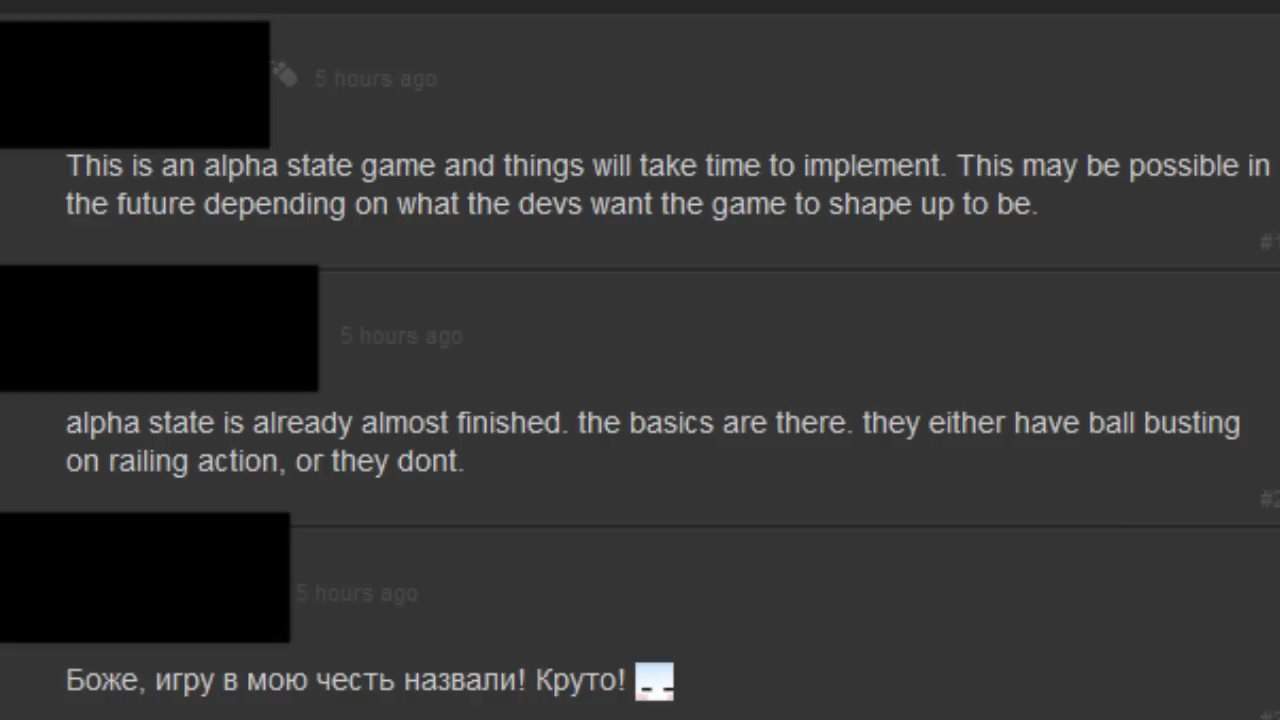 5 hours ago
This is an alpha state game and things will take time to implement. This may be possible in
the future depending on what the devs want the game to shape up to be.
5 hours ago
alpha state is already almost finished. the basics are there. they either have ball busting
on railing action, or they dont.
5 hours ago
Боже, игру в мою честь назвали! Круто!